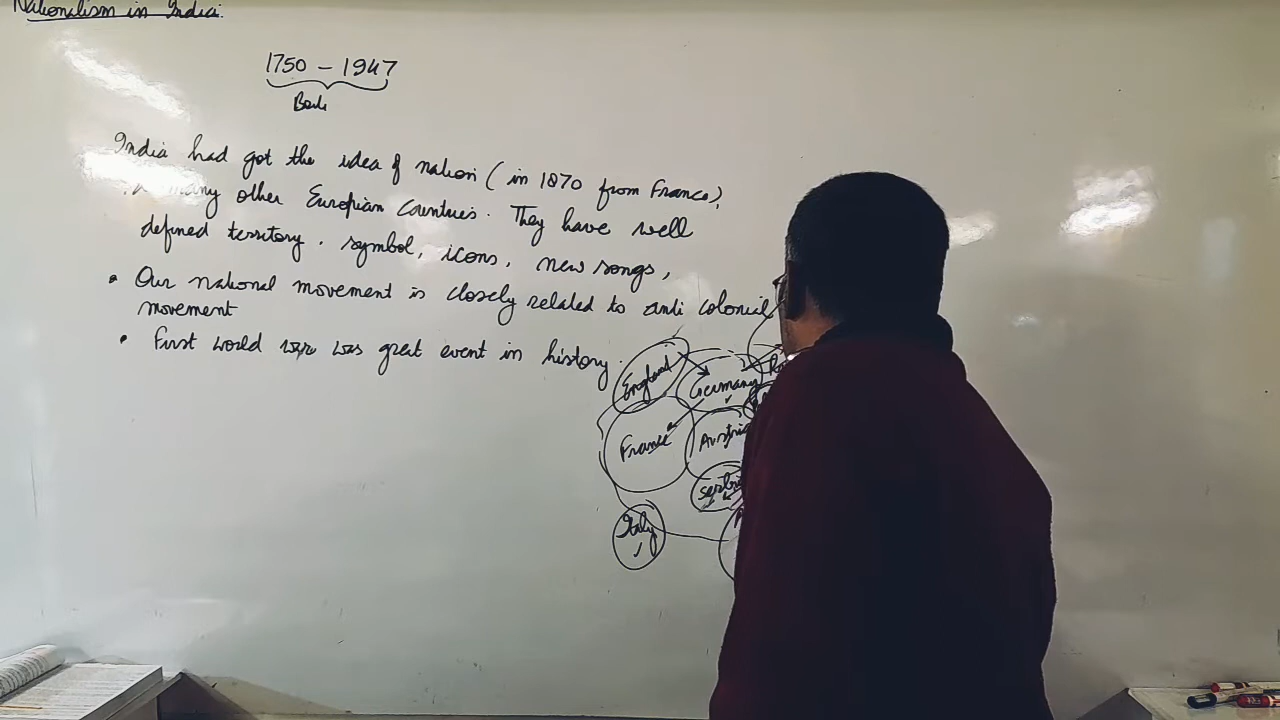 Nationalism in India.
1750 - 1947
India had got the idea of nation (in 1870 from France),
many other Europian Countries. They have well
defined territory. symbol, icons, new songs,
• Our national movement is closely related to anti colonial
movement
• First world war was great event in history.
England
Germany
France
Austria
Italy